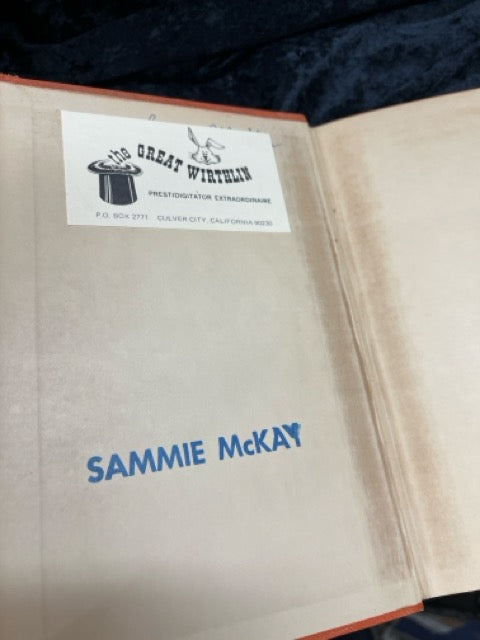 the GREAT WIRTHLIN
PRESTIDIGITATOR EXTRAORDINAIRE
P.O. BOX 2771 CULVER CITY, CALIFORNIA 90230
SAMMIE McKAY